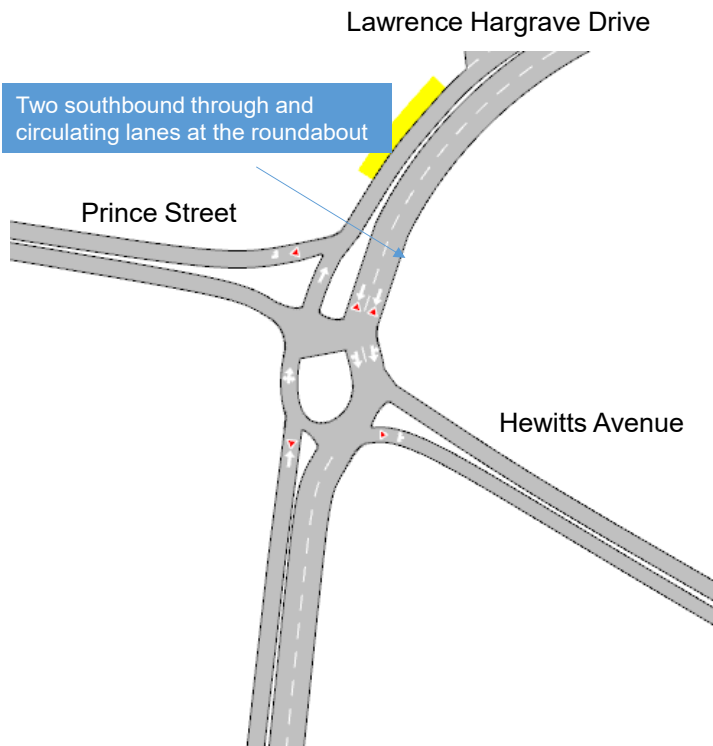 Lawrence Hargrave Drive
Two southbound through and
circulating lanes at the roundabout
Prince Street
Hewitts Avenue